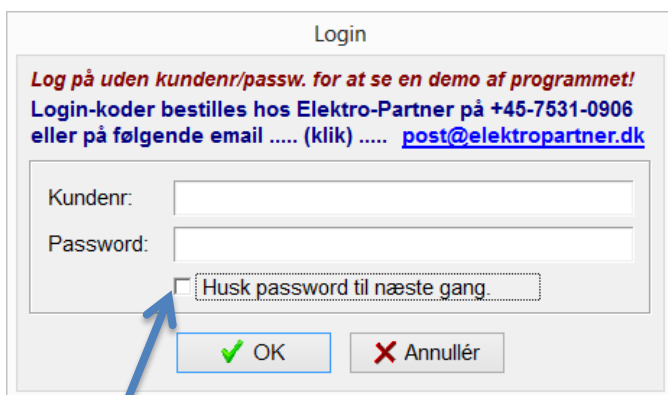 Login
Log på uden kundenr/passw. for at se en demo af programmet!
Login-koder bestilles hos Elektro-Partner på +45-7531-0906
eller på følgende email ..... (klik) ..... post@elektropartner.dk
Kundenr:
Password:
Husk password til næste gang.
OK
Annullér